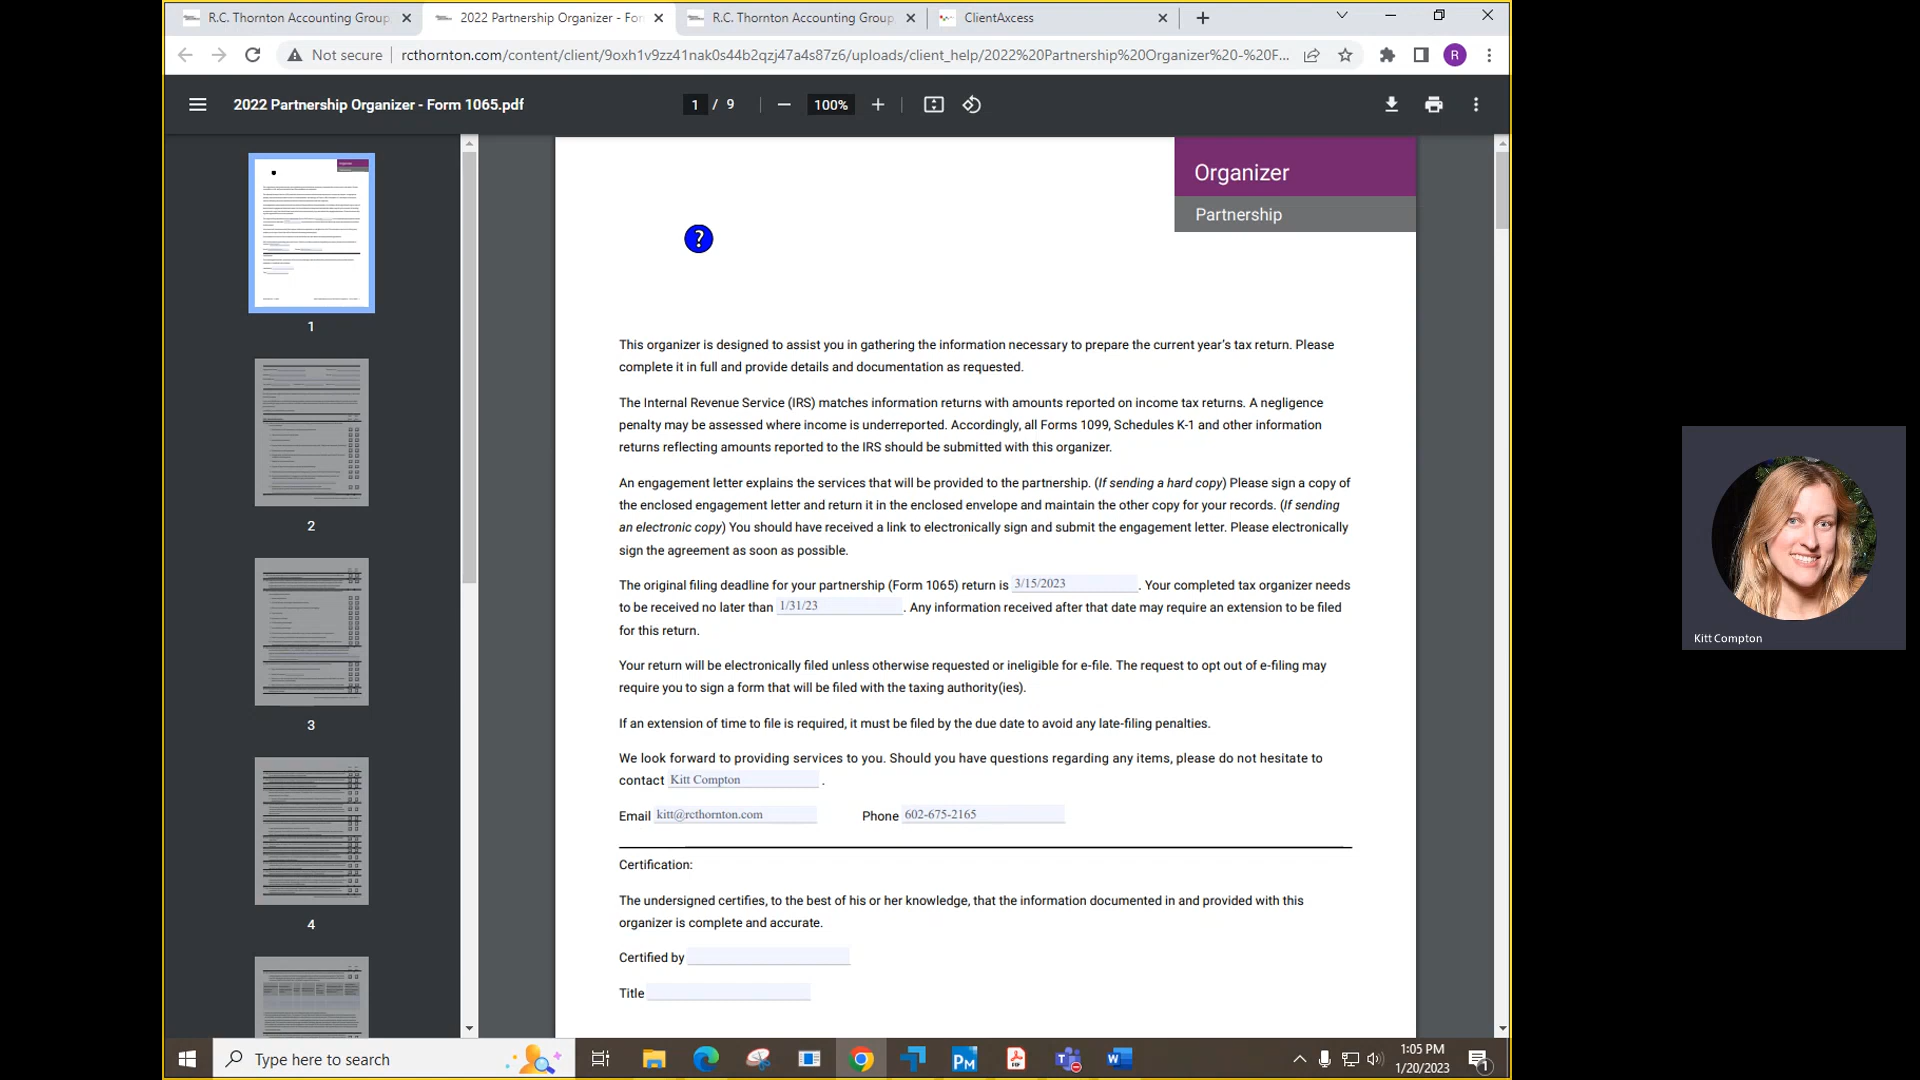 R.C. Thornton Accounting Group,
2022 Partnership Organizer - For
R.C. Thornton Accounting Group,
ClientAxcess
Not secure
rcthornton.com/content/client/9oxh1v9zz41nak0s44b2qzj47a4s87z6/uploads/client_help/2022%20Partnership%20Organizer%20-%20F...
R
2022 Partnership Organizer - Form 1065.pdf
1 / 9
100%
1
2
3
4
Organizer
Partnership
?
This organizer is designed to assist you in gathering the information necessary to prepare the current year's tax return. Please
complete it in full and provide details and documentation as requested.
The Internal Revenue Service (IRS) matches information returns with amounts reported on income tax returns. A negligence
penalty may be assessed where income is underreported. Accordingly, all Forms 1099, Schedules K-1 and other information
returns reflecting amounts reported to the IRS should be submitted with this organizer.
An engagement letter explains the services that will be provided to the partnership. (If sending a hard copy) Please sign a copy of
the enclosed engagement letter and return it in the enclosed envelope and maintain the other copy for your records. (If sending
an electronic copy) You should have received a link to electronically sign and submit the engagement letter. Please electronically
sign the agreement as soon as possible.
The original filing deadline for your partnership (Form 1065) return is 3/15/2023. Your completed tax organizer needs
to be received no later than 1/31/23. Any information received after that date may require an extension to be filed
for this return.
Your return will be electronically filed unless otherwise requested or ineligible for e-file. The request to opt out of e-filing may
require you to sign a form that will be filed with the taxing authority(ies).
If an extension of time to file is required, it must be filed by the due date to avoid any late-filing penalties.
We look forward to providing services to you. Should you have questions regarding any items, please do not hesitate to
contact Kitt Compton.
Email kitt@rcthornton.com Phone 602-675-2165
Certification:
The undersigned certifies, to the best of his or her knowledge, that the information documented in and provided with this
organizer is complete and accurate.
Certified by
Title
Kitt Compton
Type here to search
PM
W
1:05 PM
1/20/2023
1